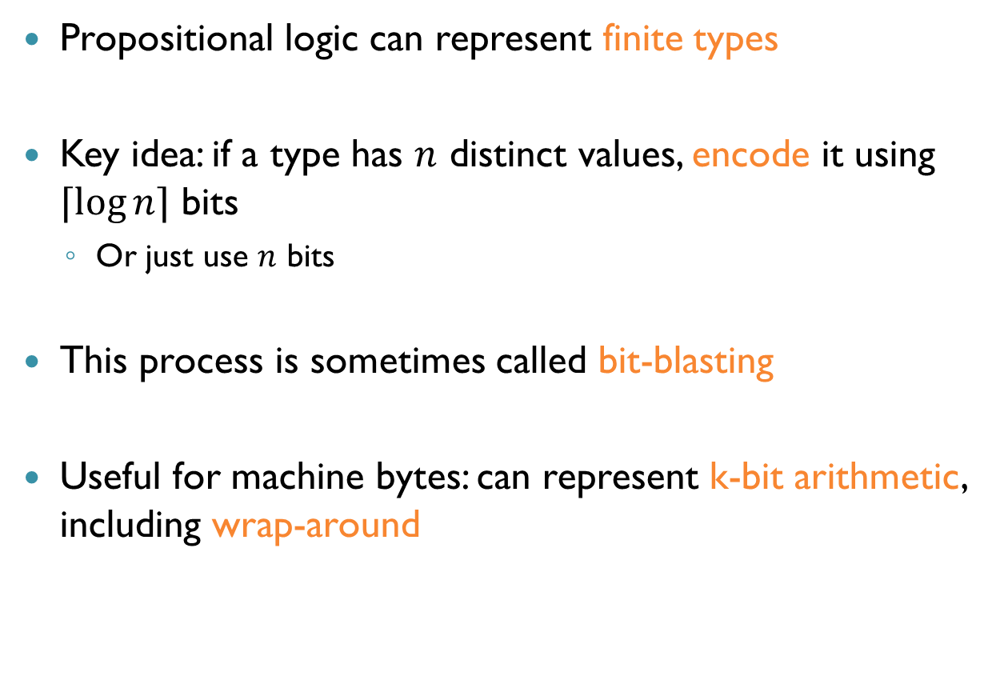 • Propositional logic can represent finite types
• Key idea: if a type has 𝑛 distinct values, encode it using
⌈log 𝑛⌉ bits
◦ Or just use 𝑛 bits
• This process is sometimes called bit-blasting
• Useful for machine bytes: can represent k-bit arithmetic,
including wrap-around